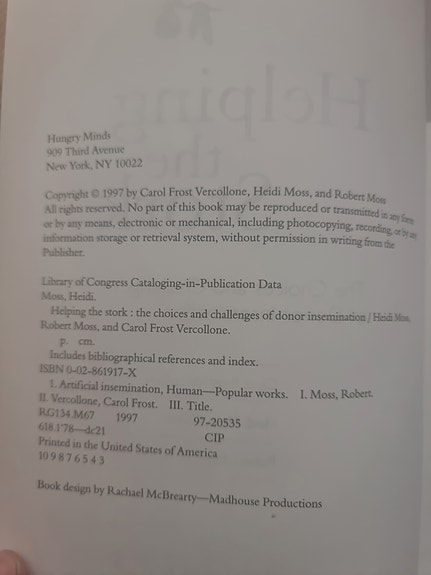 Helping
the
Hungry Minds
909 Third Avenue
New York, NY 10022
Copyright © 1997 by Carol Frost Vercollone, Heidi Moss, and Robert Moss
All rights reserved. No part of this book may be reproduced or transmitted in any form
or by any means, electronic or mechanical, including photocopying, recording, or by any
information storage or retrieval system, without permission in writing from the
Publisher.
Library of Congress Cataloging-in-Publication Data
Moss, Heidi.
Helping the stork : the choices and challenges of donor insemination / Heidi Moss,
Robert Moss, and Carol Frost Vercollone.
p. cm.
Includes bibliographical references and index.
ISBN 0-02-861917-X
1. Artificial insemination, Human—Popular works. I. Moss, Robert.
II. Vercollone, Carol Frost. III. Title.
RG134.M67 1997 97-20535
618.1'78—dc21 CIP
Printed in the United States of America
10 9 8 7 6 5 4 3
Book design by Rachael McBrearty—Madhouse Productions